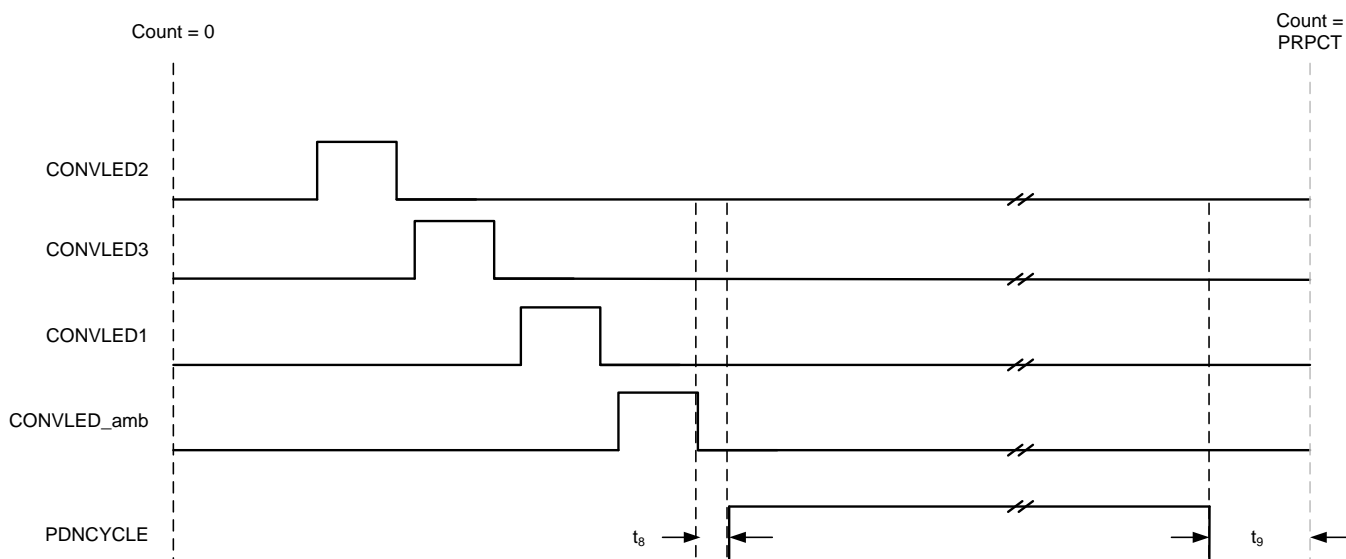 Count = 0
Count =
PRPCT
CONVLED2
CONVLED3
CONVLED1
CONVLED_amb
PDNCYCLE
t8
t9